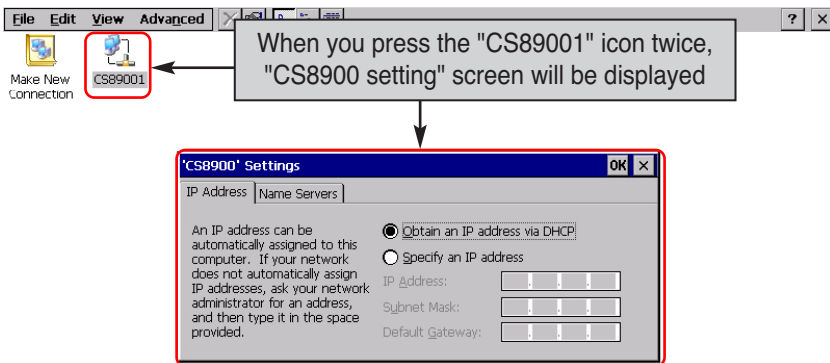 File Edit View Advanced ? ×
When you press the "CS89001" icon twice,
"CS8900 setting" screen will be displayed
Make New
Connection
CS89001
'CS8900' Settings OK ×
IP Address Name Servers
An IP address can be
automatically assigned to this
computer. If your network
does not automatically assign
IP addresses, ask your network
administrator for an address,
and then type it in the space
provided.
Obtain an IP address via DHCP
Specify an IP address
IP Address:
Subnet Mask:
Default Gateway: